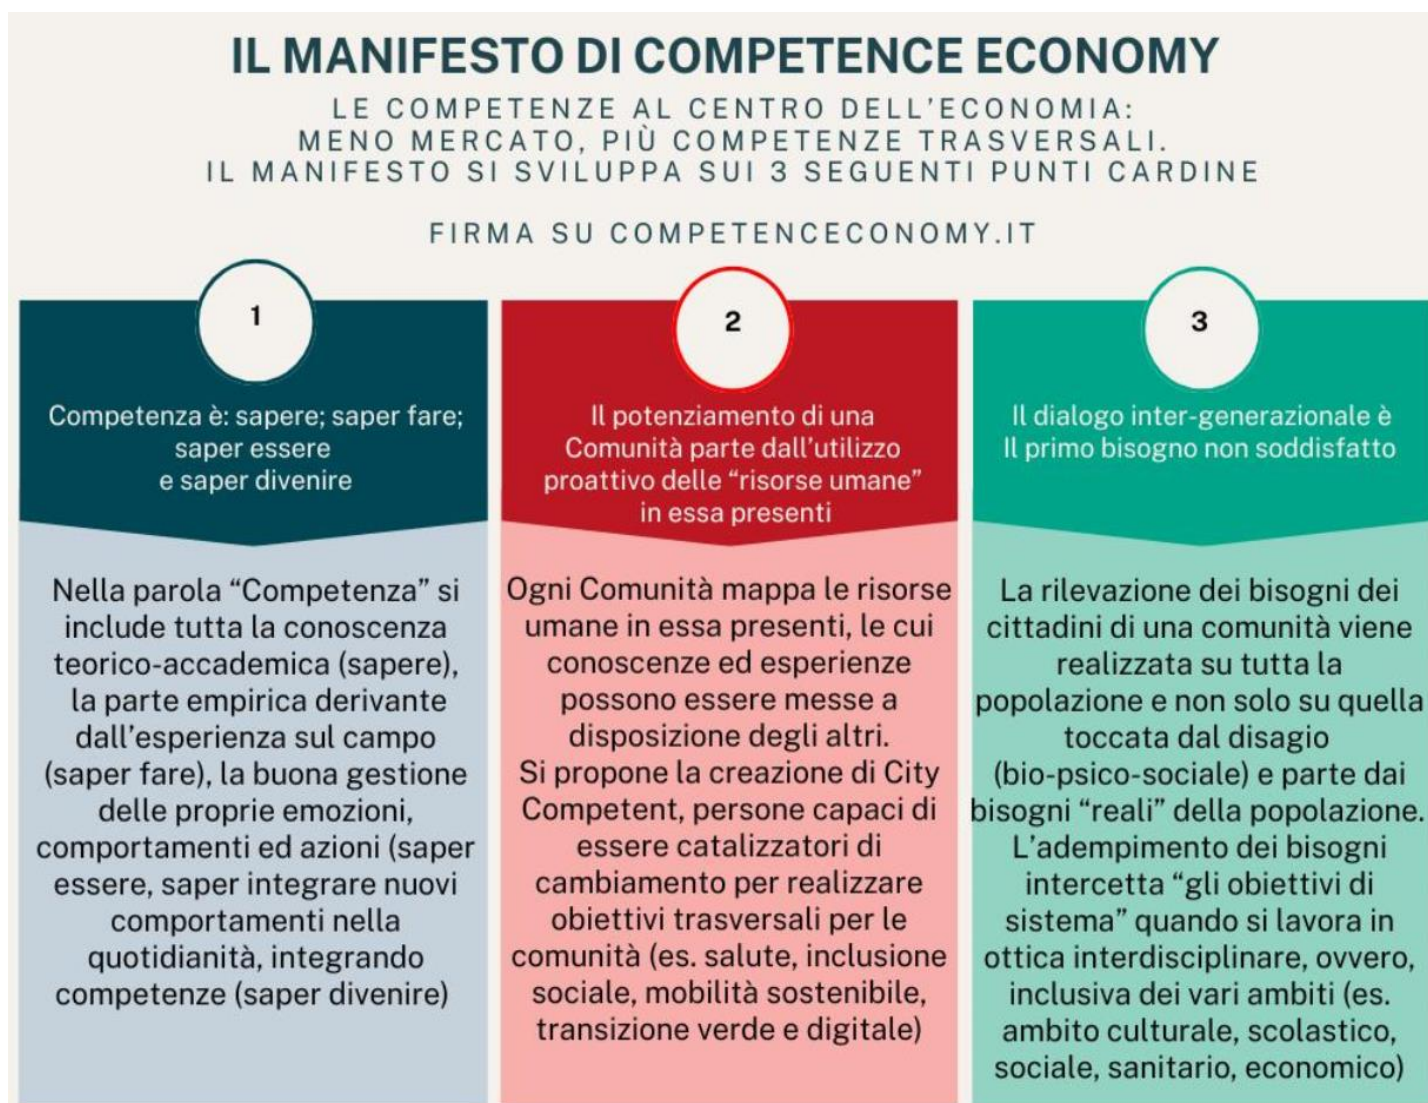 IL MANIFESTO DI COMPETENCE ECONOMY
LE COMPETENZE AL CENTRO DELL'ECONOMIA:
MENO MERCATO, PIÙ COMPETENZE TRASVERSALI.
IL MANIFESTO SI SVILUPPA SUI 3 SEGUENTI PUNTI CARDINE
FIRMA SU COMPETENCECONOMY.IT
1
Competenza è: sapere; saper fare;
saper essere
e saper divenire
Nella parola “Competenza” si
include tutta la conoscenza
teorico-accademica (sapere),
la parte empirica derivante
dall'esperienza sul campo
(saper fare), la buona gestione
delle proprie emozioni,
comportamenti ed azioni (saper
essere, saper integrare nuovi
comportamenti nella
quotidianità, integrando
competenze (saper divenire)
2
Il potenziamento di una
Comunità parte dall'utilizzo
proattivo delle “risorse umane”
in essa presenti
Ogni Comunità mappa le risorse
umane in essa presenti, le cui
conoscenze ed esperienze
possono essere messe a
disposizione degli altri.
Si propone la creazione di City
Competent, persone capaci di
essere catalizzatori di
cambiamento per realizzare
obiettivi trasversali per le
comunità (es. salute, inclusione
sociale, mobilità sostenibile,
transizione verde e digitale)
3
Il dialogo inter-generazionale è
Il primo bisogno non soddisfatto
La rilevazione dei bisogni dei
cittadini di una comunità viene
realizzata su tutta la
popolazione e non solo su quella
toccata dal disagio
(bio-psico-sociale) e parte dai
bisogni “reali” della popolazione.
L'adempimento dei bisogni
intercetta “gli obiettivi di
sistema” quando si lavora in
ottica interdisciplinare, ovvero,
inclusiva dei vari ambiti (es.
ambito culturale, scolastico,
sociale, sanitario, economico)